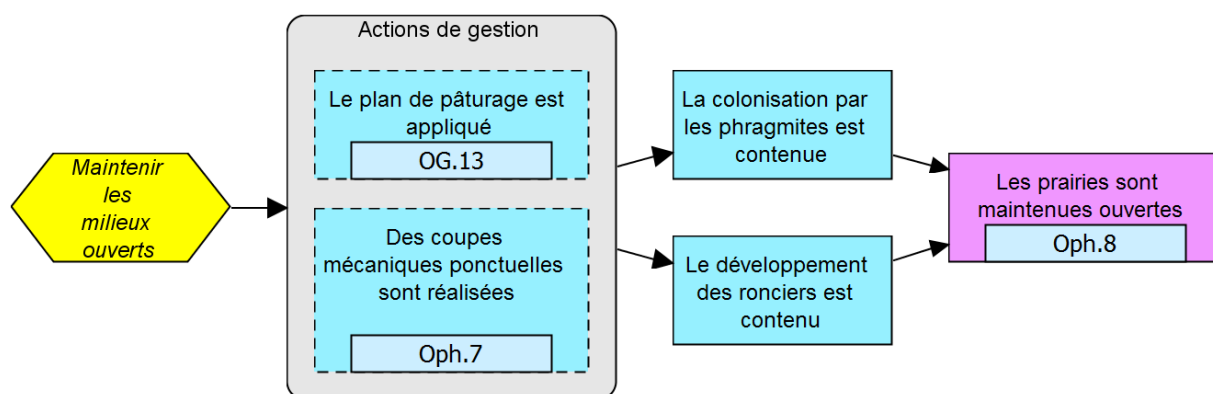 Actions de gestion
Le plan de pâturage est
appliqué
OG.13
Maintenir
les
milieux
ouverts
Des coupes
mécaniques ponctuelles
sont réalisées
Oph.7
La colonisation par
les phragmites est
contenue
Le développement
des ronciers est
contenu
Les prairies sont
maintenues ouvertes
Oph.8